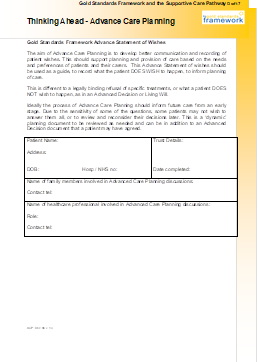 Gold Standards Framework and the Supportive Care Pathway
framework
Thinking Ahead - Advance Care Planning
Gold Standards Framework Advance Statement of Wishes
The aim of Advance Care Planning is to develop better communication and recording of
patient wishes. This should support planning and provision of care based on the needs
and preferences of patients and their carers. This Advance Statement of wishes should
be used as a guide, to record what the patient DOES WISH to happen, to inform planning
of care.
This is different to a legally binding refusal of specific treatments, or what a patient DOES
NOT wish to happen, as in an Advanced Decision or Living Will.
Ideally the process of Advance Care Planning should inform future care from an early
stage. Due to the sensitivity of some of the questions, some patients may not wish to
answer them all, or to review and reconsider their decisions later. This is a 'dynamic'
planning document to be reviewed as needed and can be in addition to an Advanced
Decision document that a patient may have agreed.
Patient Name:
Trust Details:
Address:
DOB:
Hosp / NHS no:
Date completed:
Name of family members involved in Advanced Care Planning discussions:
Contact tel:
Name of healthcare professional involved in Advanced Care Planning discussions:
Role:
Contact tel: